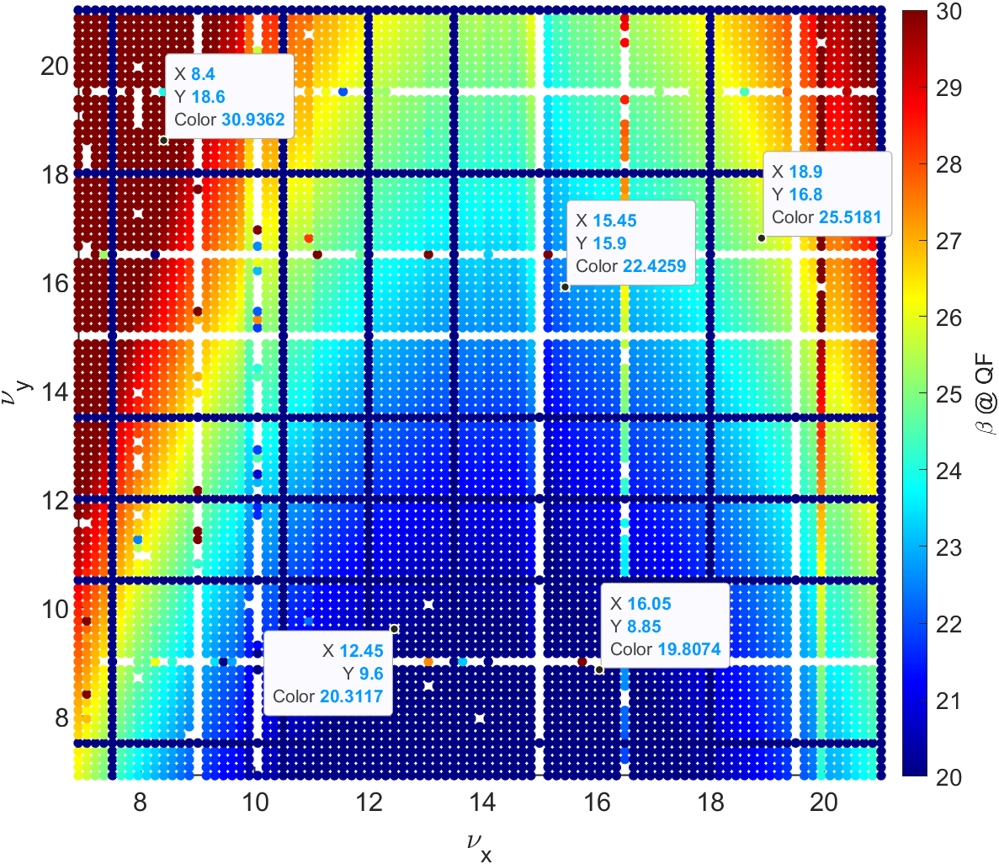 20
18
16
14
12
10
8
ν
y
8
10
12
14
16
18
20
ν
x
X 8.4
Y 18.6
Color 30.9362
X 18.9
Y 16.8
Color 25.5181
X 15.45
Y 15.9
Color 22.4259
X 16.05
Y 8.85
Color 19.8074
X 12.45
Y 9.6
Color 20.3117
30
29
28
27
26
25
24
23
22
21
20
β @ QF